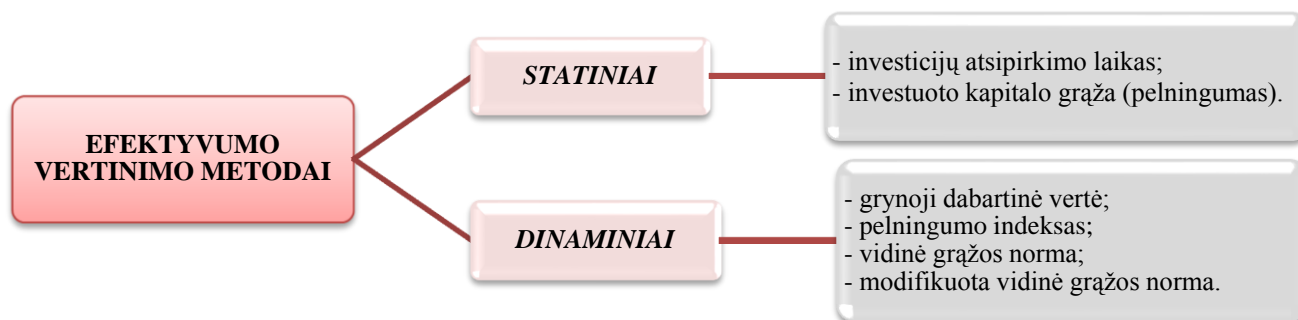 EFEKTYVUMO
VERTINIMO METODAI
STATINIAI
- investicijų atsipirkimo laikas;
- investuoto kapitalo grąža (pelningumas).
DINAMINIAI
- grynoji dabartinė vertė;
- pelningumo indeksas;
- vidinė grąžos norma;
- modifikuota vidinė grąžos norma.